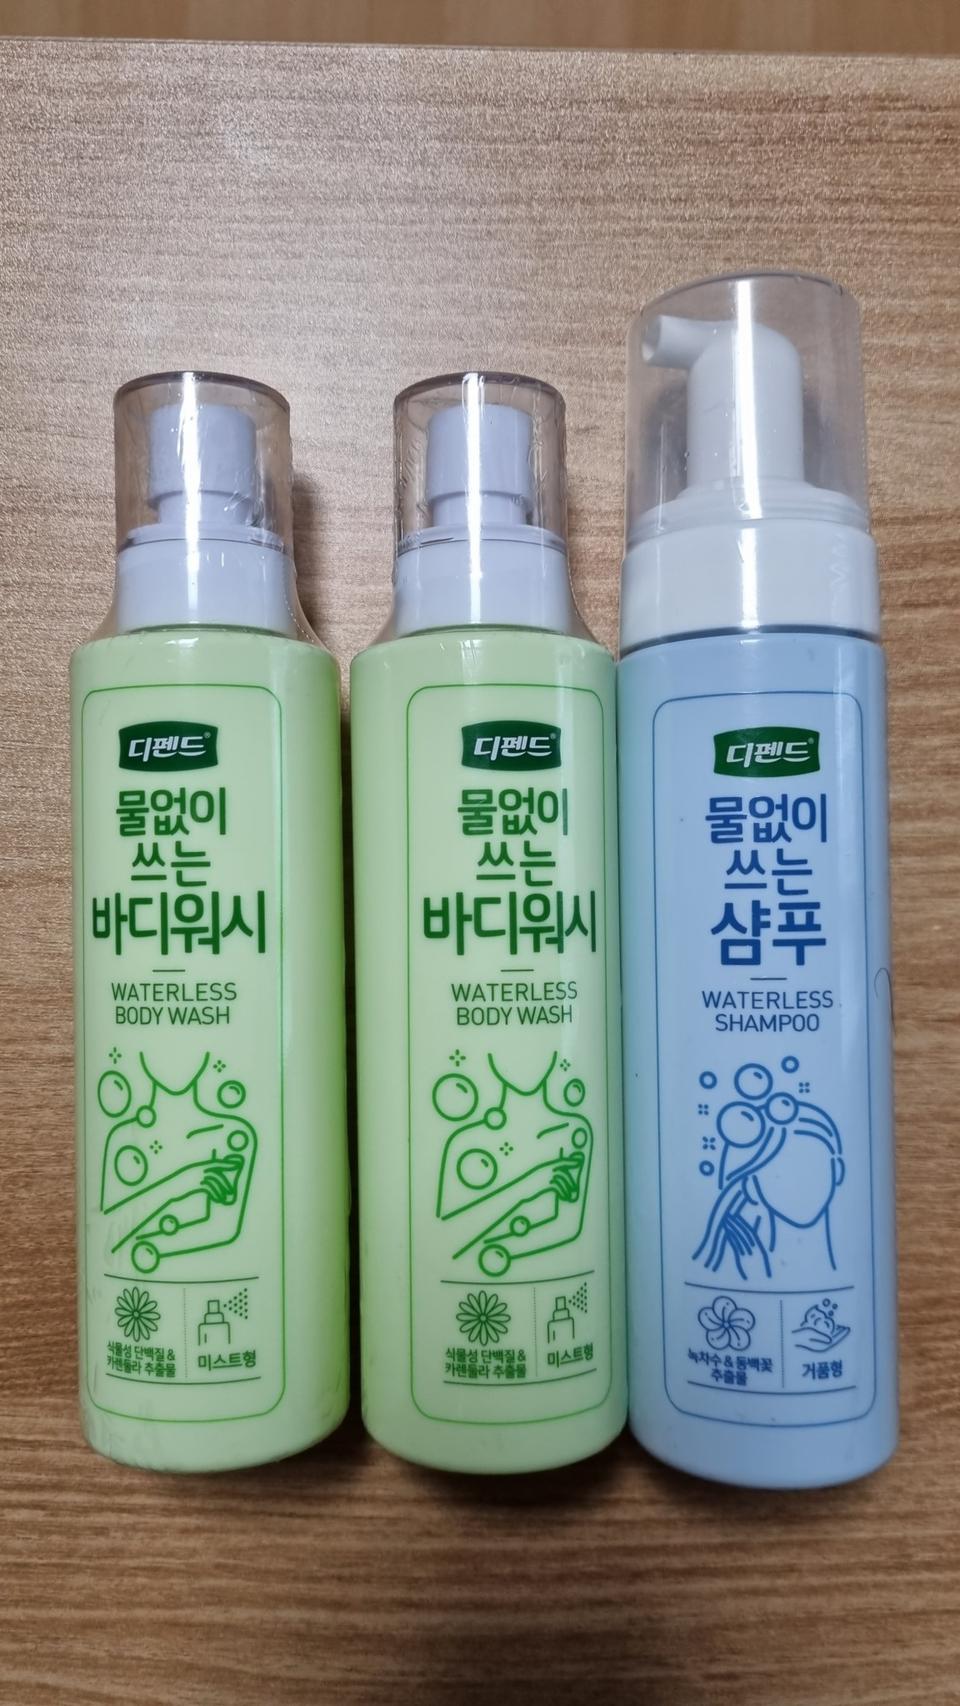 디펜드
물없이
쓰는
바디워시
WATERLESS
BODY WASH
식물성 단백질 &
카렌둘라 추출물
미스트형
디펜드
물없이
쓰는
바디워시
WATERLESS
BODY WASH
식물성 단백질 &
카렌둘라 추출물
미스트형
디펜드
물없이
쓰는
샴푸
WATERLESS
SHAMPOO
녹차수 & 동백꽃
추출물
거품형